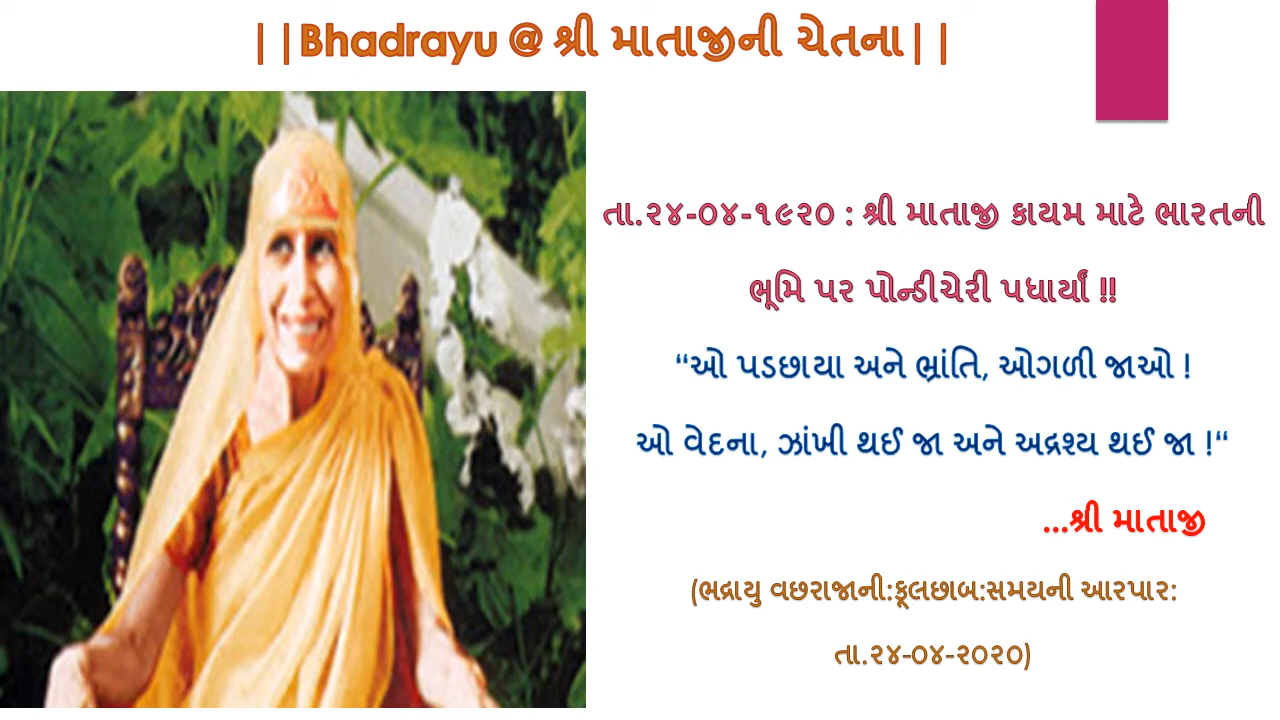 ||Bhadrayu @ શ્રી માતાજીની ચેતના||
તા.૨૪-૦૪-૧૯૨૦ : શ્રી માતાજી કાયમ માટે ભારતની
ભૂમિ પર પોન્ડીચેરી પધાર્યાં !!
“ઓ પડછાયા અને ભ્રાંતિ, ઓગળી જાઓ !
ઓ વેદના, ઝાંખી થઈ જા અને અદ્રશ્ય થઈ જા !“
...શ્રી માતાજી
(ભદ્રાયુ વછરાજાની:ફૂલછાબ:સમયની આરપાર:
તા.૨૪-૦૪-૨૦૨૦)